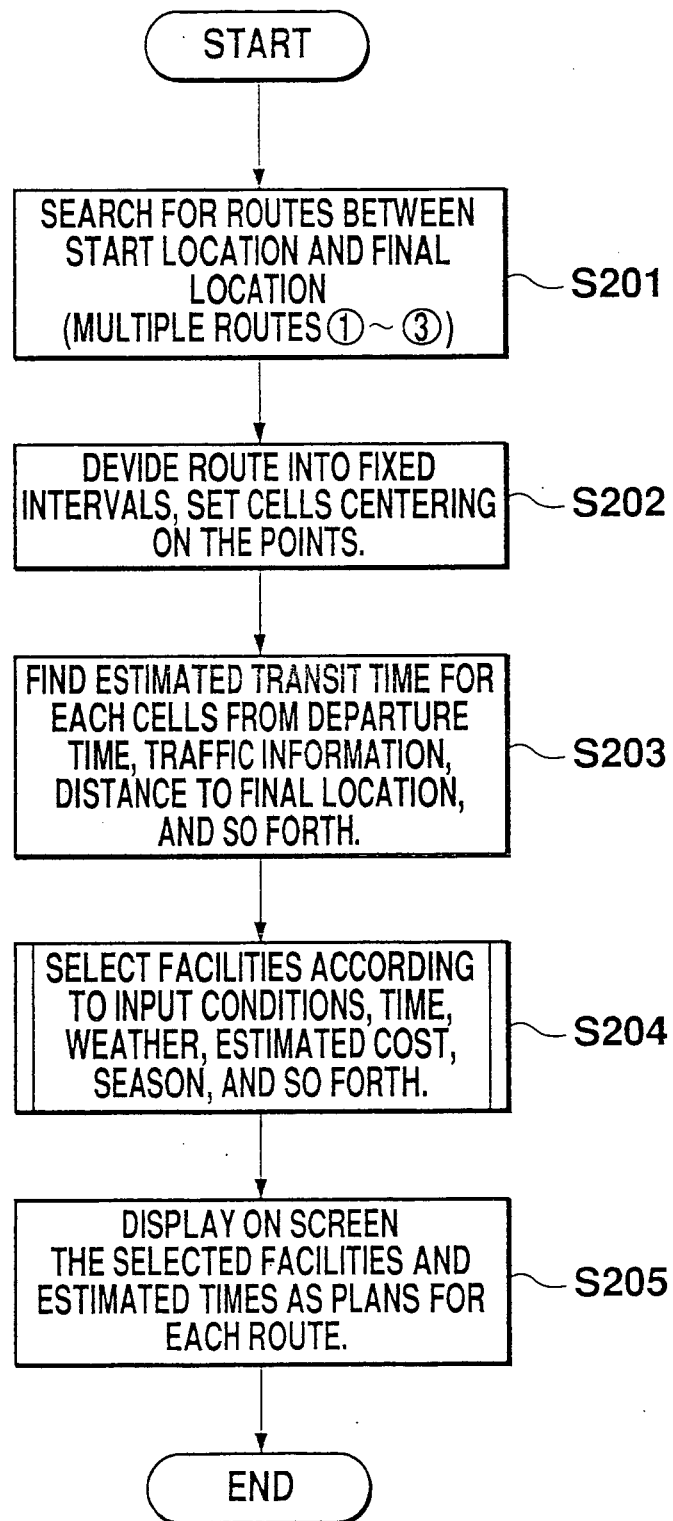 START
SEARCH FOR ROUTES BETWEEN
START LOCATION AND FINAL
LOCATION
(MULTIPLE ROUTES ① ~ ③)
S201
DEVIDE ROUTE INTO FIXED
INTERVALS, SET CELLS CENTERING
ON THE POINTS.
S202
FIND ESTIMATED TRANSIT TIME FOR
EACH CELLS FROM DEPARTURE
TIME, TRAFFIC INFORMATION,
DISTANCE TO FINAL LOCATION,
AND SO FORTH.
S203
SELECT FACILITIES ACCORDING
TO INPUT CONDITIONS, TIME,
WEATHER, ESTIMATED COST,
SEASON, AND SO FORTH.
S204
DISPLAY ON SCREEN
THE SELECTED FACILITIES AND
ESTIMATED TIMES AS PLANS FOR
EACH ROUTE.
S205
END